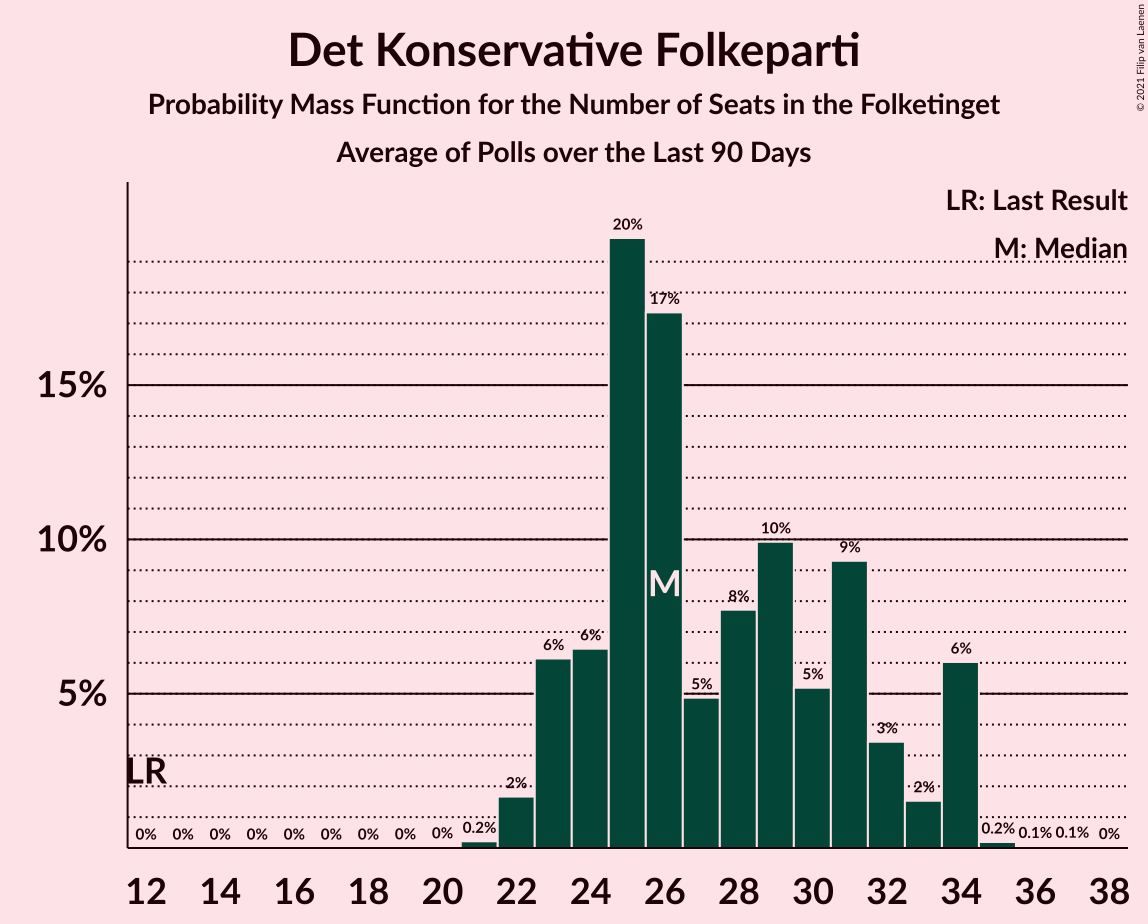 Det Konservative Folkeparti
Probability Mass Function for the Number of Seats in the Folketinget
Average of Polls over the Last 90 Days
© 2021 Filip van Laenen
LR: Last Result
M: Median
20%
17%
15%
10%
10%
9%
M
8%
6%
6%
6%
5%
5%
5%
3%
LR
2%
2%
0% 0% 0% 0% 0% 0% 0% 0% 0% 0.2% 0.2% 0.1% 0.1% 0%
12 14 16 18 20 22 24 26 28 30 32 34 36 38